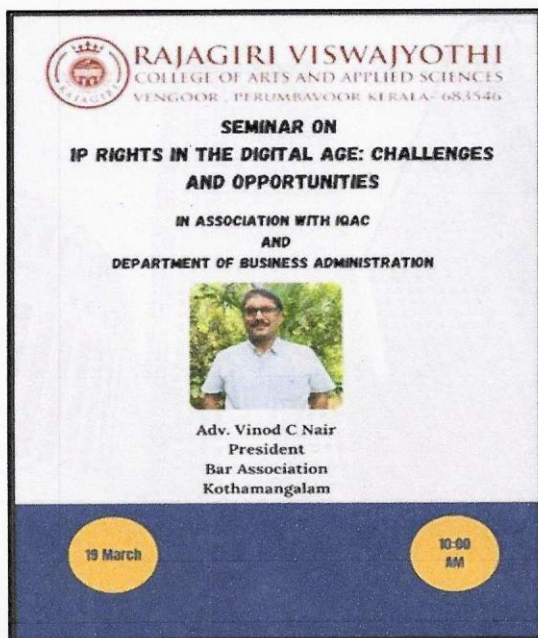 RAJAGIRI
RAJAGIRI VISWAJYOTHI
COLLEGE OF ARTS AND APPLIED SCIENCES
VENGOOR , PERUMBAVOOR KERALA- 683546
SEMINAR ON
IP RIGHTS IN THE DIGITAL AGE: CHALLENGES
AND OPPORTUNITIES
IN ASSOCIATION WITH IQAC
AND
DEPARTMENT OF BUSINESS ADMINISTRATION
Adv. Vinod C Nair
President
Bar Association
Kothamangalam
19 March
10:00
AM